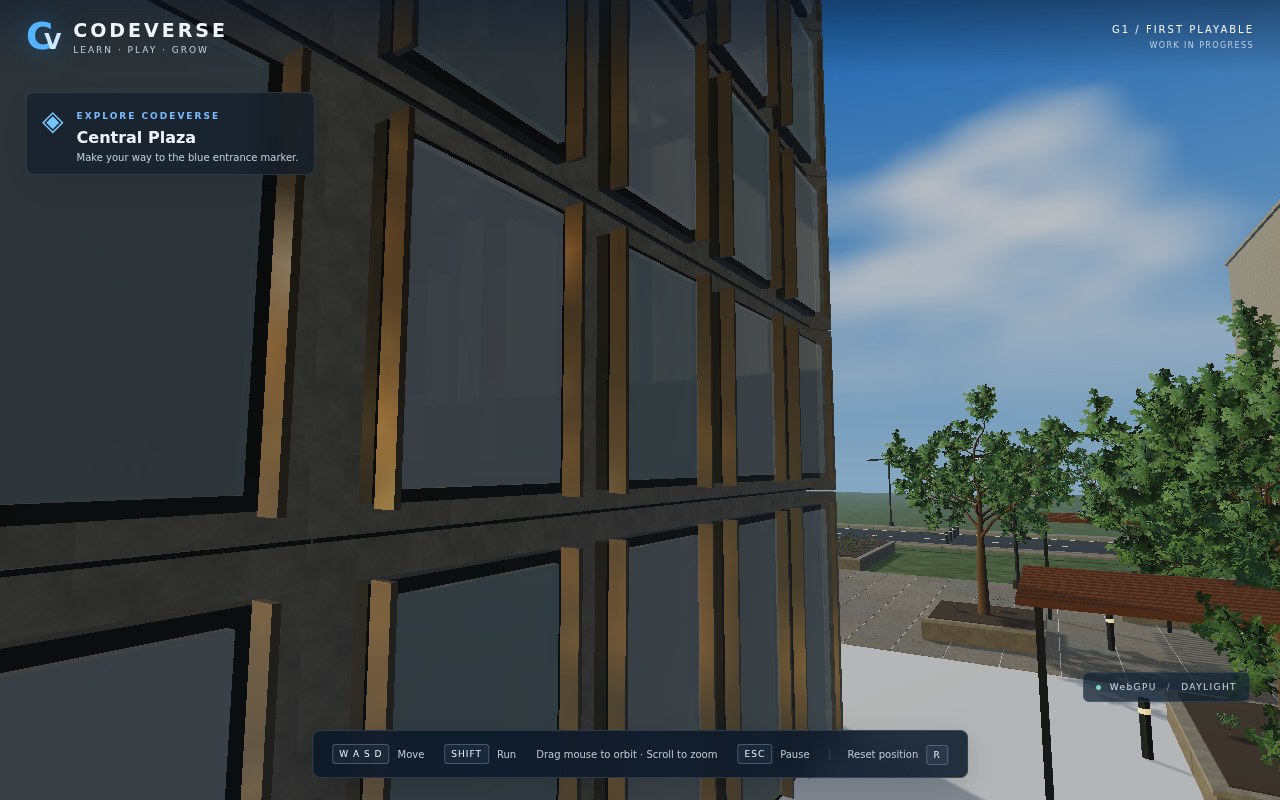 CV CODEVERSE
LEARN · PLAY · GROW
G1 / FIRST PLAYABLE
WORK IN PROGRESS
EXPLORE CODEVERSE
Central Plaza
Make your way to the blue entrance marker.
WebGPU / DAYLIGHT
W A S D Move SHIFT Run Drag mouse to orbit · Scroll to zoom ESC Pause | Reset position R